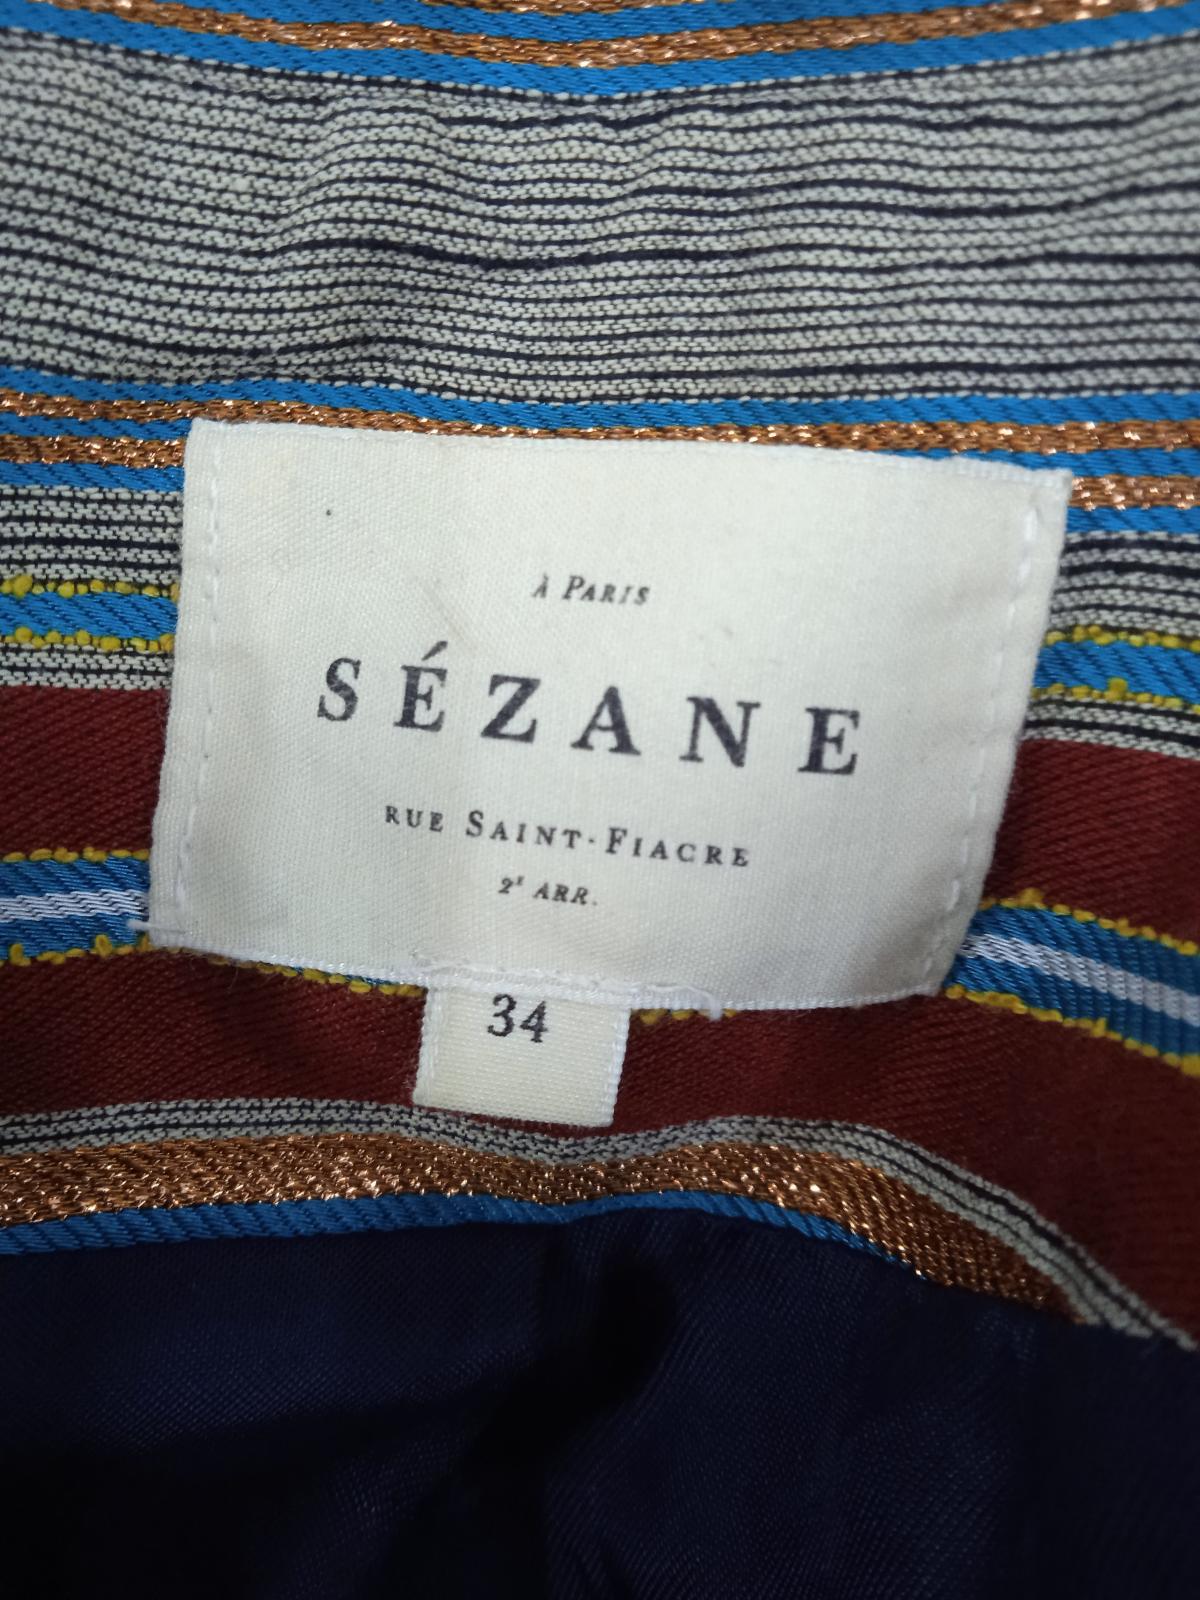 À PARIS
SÉZANE
RUE SAINT-FIACRE
2E ARR.
34